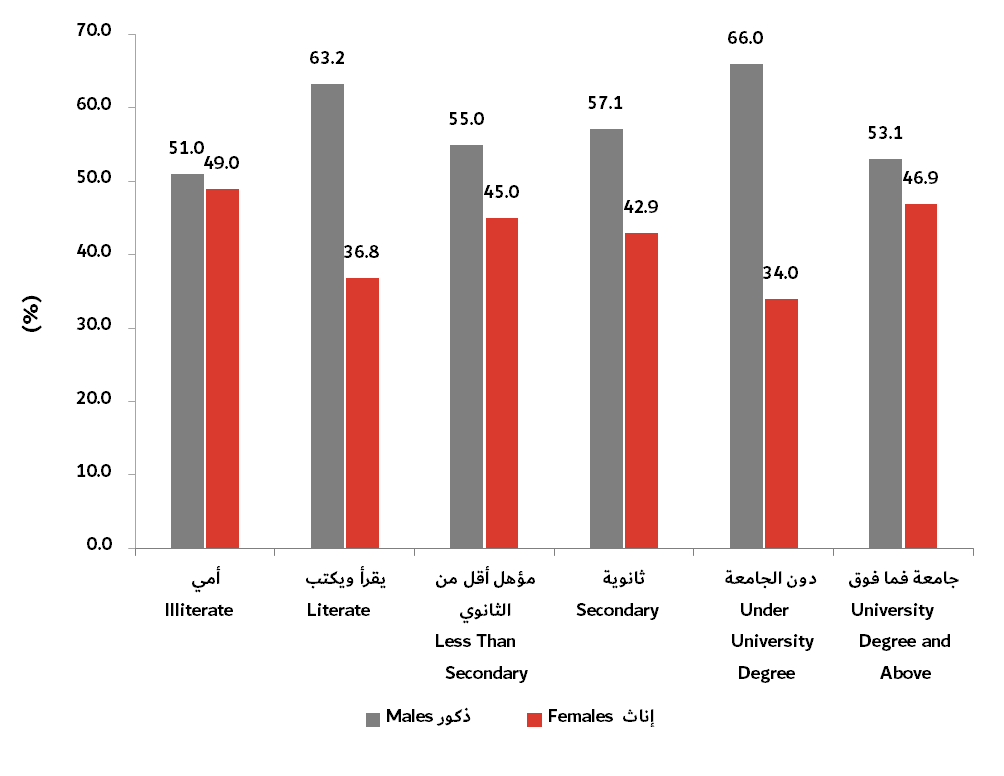 70.0
60.0
50.0
40.0
30.0
20.0
10.0
0.0
(%)
51.0
49.0
63.2
36.8
55.0
45.0
57.1
42.9
66.0
34.0
53.1
46.9
أمي
Illiterate
يقرأ ويكتب
Literate
مؤهل أقل من
الثانوي
Less Than
Secondary
ثانوية
Secondary
دون الجامعة
Under
University
Degree
جامعة فما فوق
University
Degree and
Above
Males ذكور
Females إناث